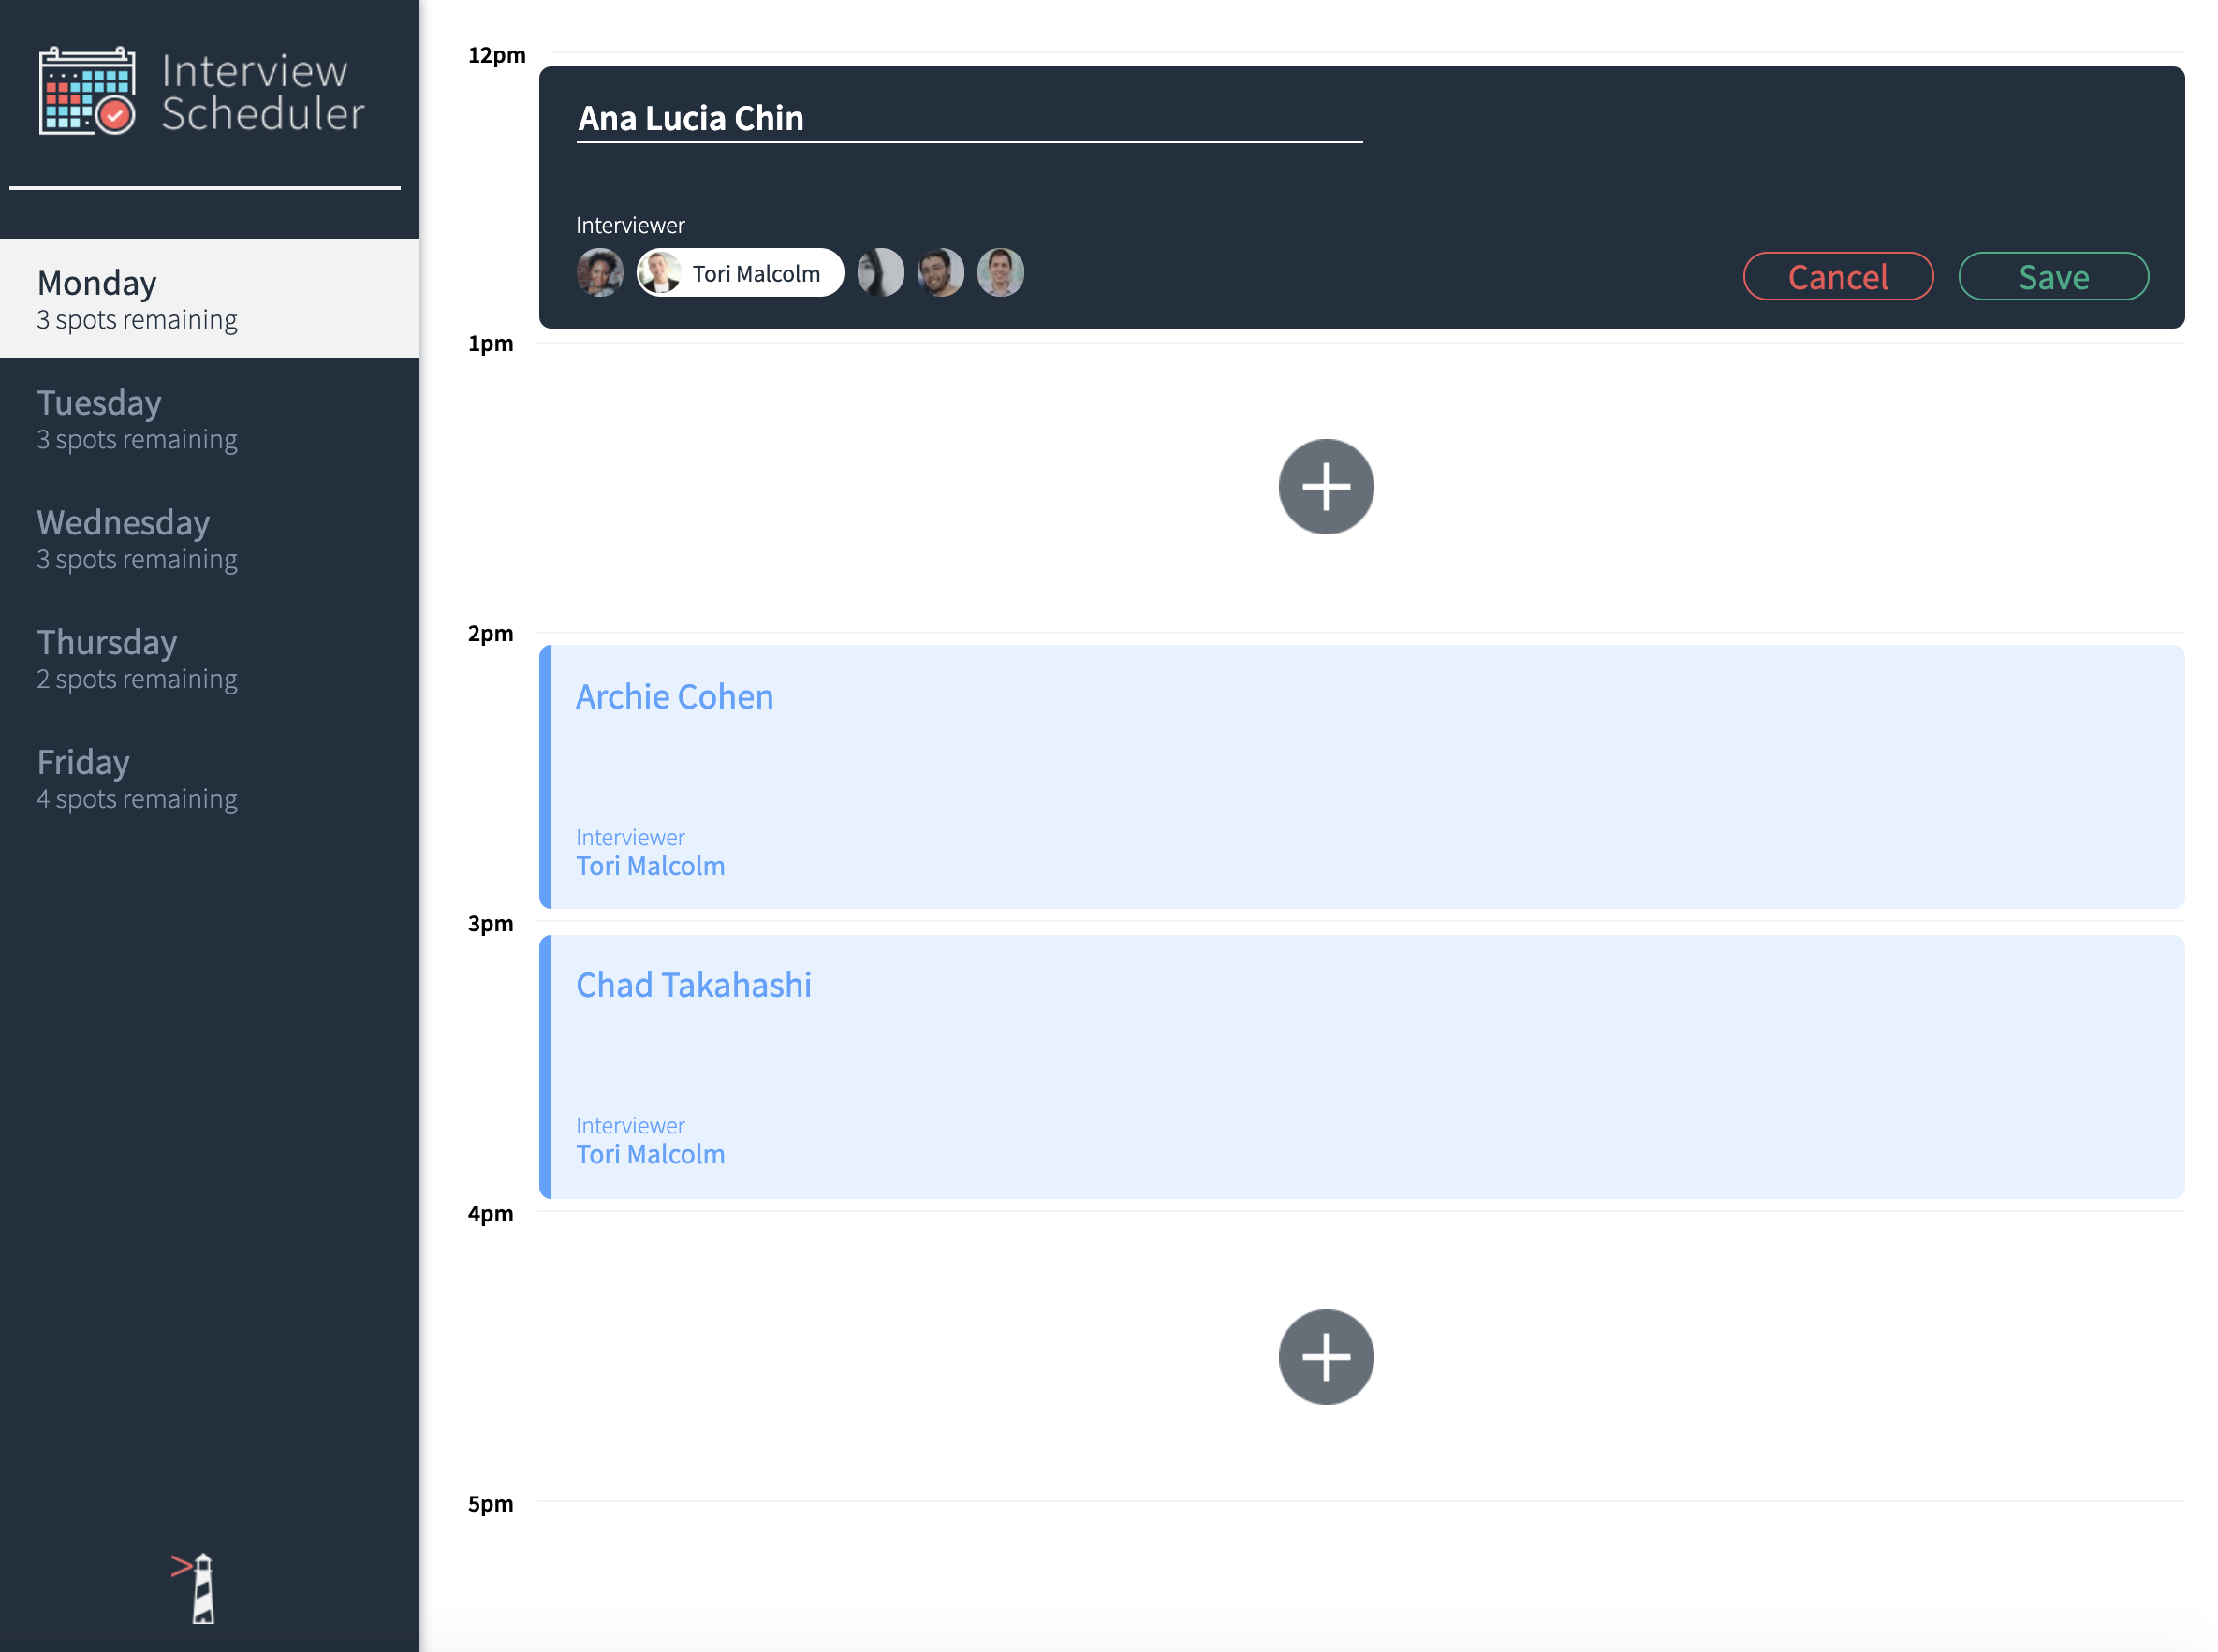 Interview
Scheduler
Monday
3 spots remaining
Tuesday
3 spots remaining
Wednesday
3 spots remaining
Thursday
2 spots remaining
Friday
4 spots remaining
12pm
Ana Lucia Chin
Interviewer
Tori Malcolm
Cancel
Save
1pm
2pm
Archie Cohen
Interviewer
Tori Malcolm
3pm
Chad Takahashi
Interviewer
Tori Malcolm
4pm
5pm